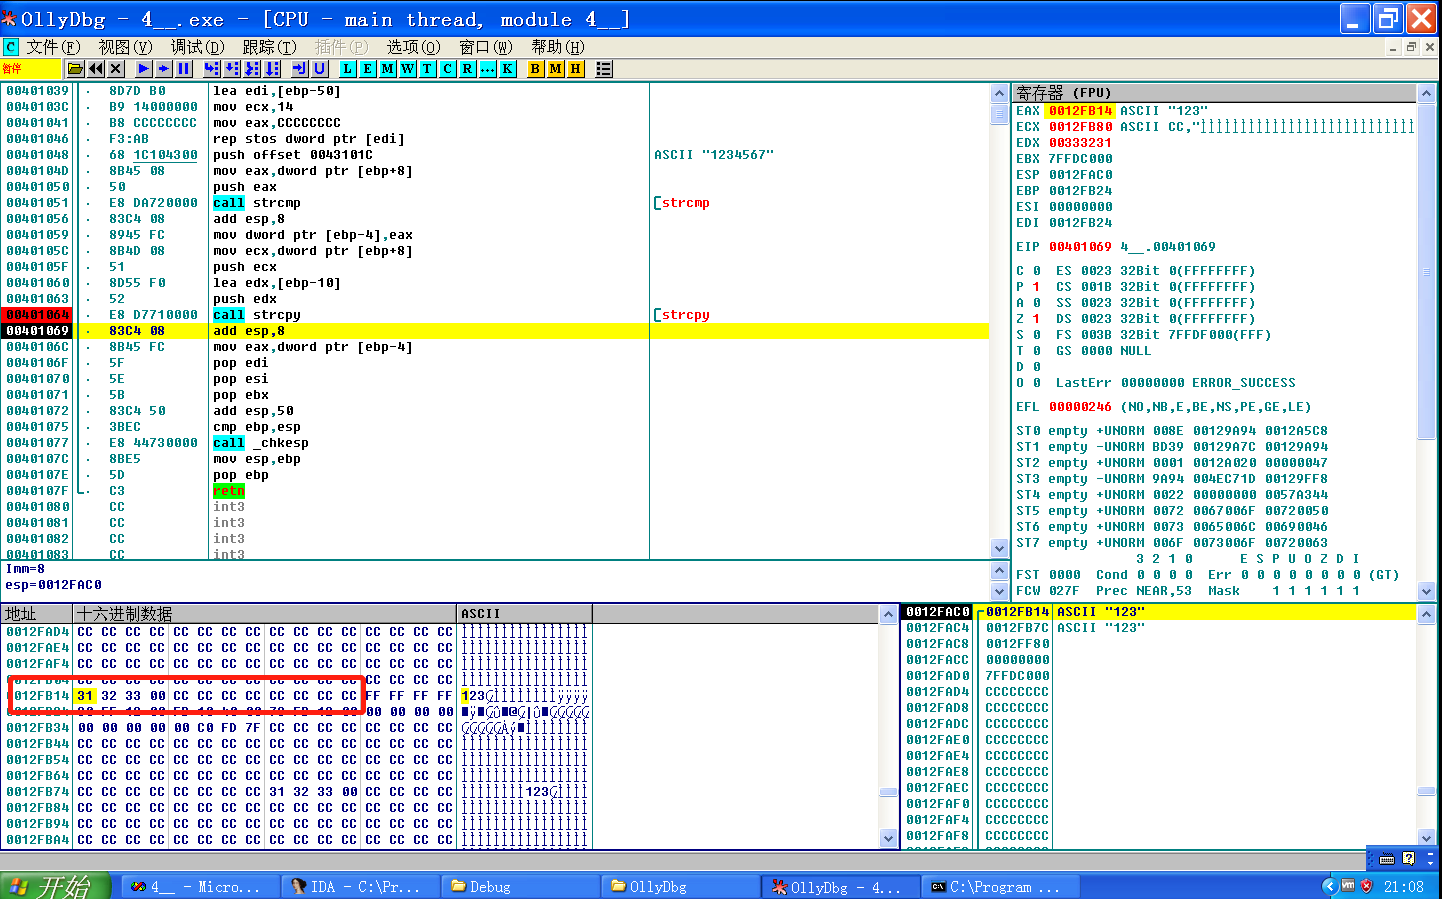 OllyDbg - 4__.exe - [CPU - main thread, module 4__]
C 文件(F) 视图(V) 调试(D) 跟踪(T) 插件(P) 选项(O) 窗口(W) 帮助(H)
暂停 L E M W T C R ... K B M H
00401039 · 8D7D B0 lea edi,[ebp-50]
0040103C · B9 14000000 mov ecx,14
00401041 · B8 CCCCCCCC mov eax,CCCCCCCC
00401046 · F3:AB rep stos dword ptr [edi]
00401048 · 68 1C104300 push offset 0043101C ASCII "1234567"
0040104D · 8B45 08 mov eax,dword ptr [ebp+8]
00401050 · 50 push eax
00401051 · E8 DA720000 call strcmp [strcmp
00401056 · 83C4 08 add esp,8
00401059 · 8945 FC mov dword ptr [ebp-4],eax
0040105C · 8B4D 08 mov ecx,dword ptr [ebp+8]
0040105F · 51 push ecx
00401060 · 8D55 F0 lea edx,[ebp-10]
00401063 · 52 push edx
00401064 · E8 D7710000 call strcpy [strcpy
00401069 · 83C4 08 add esp,8
0040106C · 8B45 FC mov eax,dword ptr [ebp-4]
0040106F · 5F pop edi
00401070 · 5E pop esi
00401071 · 5B pop ebx
00401072 · 83C4 50 add esp,50
00401075 · 3BEC cmp ebp,esp
00401077 · E8 44730000 call _chkesp
0040107C · 8BE5 mov esp,ebp
0040107E · 5D pop ebp
0040107F · C3 retn
00401080 CC int3
00401081 CC int3
00401082 CC int3
00401083 CC int3
Imm=8
esp=0012FAC0
寄存器 (FPU)
EAX 0012FB14 ASCII "123"
ECX 0012FB80 ASCII CC,"ÌÌÌÌÌÌÌÌÌÌÌÌÌÌÌÌÌÌÌÌÌÌÌÌÌÌÌ
EDX 00333231
EBX 7FFDC000
ESP 0012FAC0
EBP 0012FB24
ESI 00000000
EDI 0012FB24
EIP 00401069 4__.00401069
C 0 ES 0023 32Bit 0(FFFFFFFF)
P 1 CS 001B 32Bit 0(FFFFFFFF)
A 0 SS 0023 32Bit 0(FFFFFFFF)
Z 1 DS 0023 32Bit 0(FFFFFFFF)
S 0 FS 003B 32Bit 7FFDF000(FFF)
T 0 GS 0000 NULL
D 0
O 0 LastErr 00000000 ERROR_SUCCESS
EFL 00000246 (NO,NB,E,BE,NS,PE,GE,LE)
ST0 empty +UNORM 008E 00129A94 0012A5C8
ST1 empty -UNORM BD39 00129A7C 00129A94
ST2 empty +UNORM 0001 0012A020 00000047
ST3 empty -UNORM 9A94 004EC71D 00129FF8
ST4 empty +UNORM 0022 00000000 0057A344
ST5 empty +UNORM 0072 0067006F 00720050
ST6 empty +UNORM 0073 0065006C 00690046
ST7 empty +UNORM 006F 0073006F 00720063
3 2 1 0 E S P U O Z D I
FST 0000 Cond 0 0 0 0 Err 0 0 0 0 0 0 0 0 (GT)
FCW 027F Prec NEAR,53 Mask 1 1 1 1 1 1
地址 十六进制数据 ASCII
0012FAD4 CC CC CC CC CC CC CC CC CC CC CC CC CC CC CC CC ÌÌÌÌÌÌÌÌÌÌÌÌÌÌÌÌ
0012FAE4 CC CC CC CC CC CC CC CC CC CC CC CC CC CC CC CC ÌÌÌÌÌÌÌÌÌÌÌÌÌÌÌÌ
0012FAF4 CC CC CC CC CC CC CC CC CC CC CC CC CC CC CC CC ÌÌÌÌÌÌÌÌÌÌÌÌÌÌÌÌ
0012FB04 CC CC CC CC CC CC CC CC CC CC CC CC CC CC CC CC ÌÌÌÌÌÌÌÌÌÌÌÌÌÌÌÌ
0012FB14 31 32 33 00 CC CC CC CC CC CC CC CC FF FF FF FF 123 ÌÌÌÌÌÌÌÌÿÿÿÿ
00 00 00 00
0012FB34 00 00 00 00 00 C0 FD 7F CC CC CC CC CC CC CC CC Àý ÌÌÌÌÌÌÌÌ
0012FB44 CC CC CC CC CC CC CC CC CC CC CC CC CC CC CC CC ÌÌÌÌÌÌÌÌÌÌÌÌÌÌÌÌ
0012FB54 CC CC CC CC CC CC CC CC CC CC CC CC CC CC CC CC ÌÌÌÌÌÌÌÌÌÌÌÌÌÌÌÌ
0012FB64 CC CC CC CC CC CC CC CC CC CC CC CC CC CC CC CC ÌÌÌÌÌÌÌÌÌÌÌÌÌÌÌÌ
0012FB74 CC CC CC CC CC CC CC CC 31 32 33 00 CC CC CC CC ÌÌÌÌÌÌÌÌ123 ÌÌÌÌ
0012FB84 CC CC CC CC CC CC CC CC CC CC CC CC CC CC CC CC ÌÌÌÌÌÌÌÌÌÌÌÌÌÌÌÌ
0012FB94 CC CC CC CC CC CC CC CC CC CC CC CC CC CC CC CC ÌÌÌÌÌÌÌÌÌÌÌÌÌÌÌÌ
0012FBA4 CC CC CC CC CC CC CC CC CC CC CC CC CC CC CC CC ÌÌÌÌÌÌÌÌÌÌÌÌÌÌÌÌ
0012FAC0 0012FB14 ASCII "123"
0012FAC4 0012FB7C ASCII "123"
0012FAC8 0012FF80
0012FACC 00000000
0012FAD0 7FFDC000
0012FAD4 CCCCCCCC
0012FAD8 CCCCCCCC
0012FADC CCCCCCCC
0012FAE0 CCCCCCCC
0012FAE4 CCCCCCCC
0012FAE8 CCCCCCCC
0012FAEC CCCCCCCC
0012FAF0 CCCCCCCC
0012FAF4 CCCCCCCC
0012FAF8 CCCCCCCC
开始 4__ - Micro... IDA - C:\Pr... Debug OllyDbg OllyDbg - 4... C:\Program ... 21:08